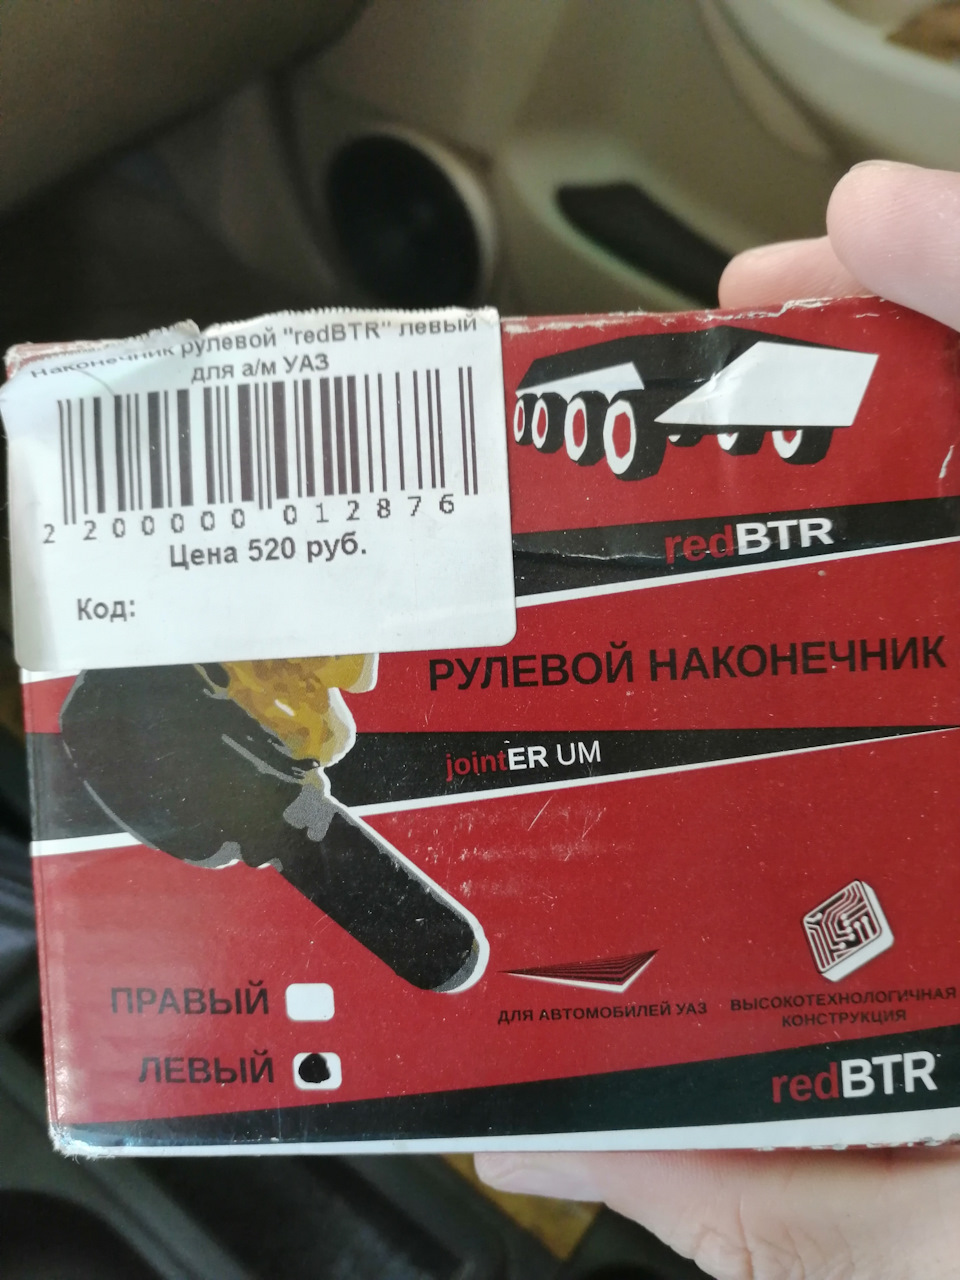 Наконечник рулевой "redBTR" левый
для а/м УАЗ
2 200000 012876
Цена 520 руб.
Код:
redBTR
РУЛЕВОЙ НАКОНЕЧНИК
jointER UM
ПРАВЫЙ
ЛЕВЫЙ
ДЛЯ АВТОМОБИЛЕЙ УАЗ
ВЫСОКОТЕХНОЛОГИЧНАЯ
КОНСТРУКЦИЯ
redBTR